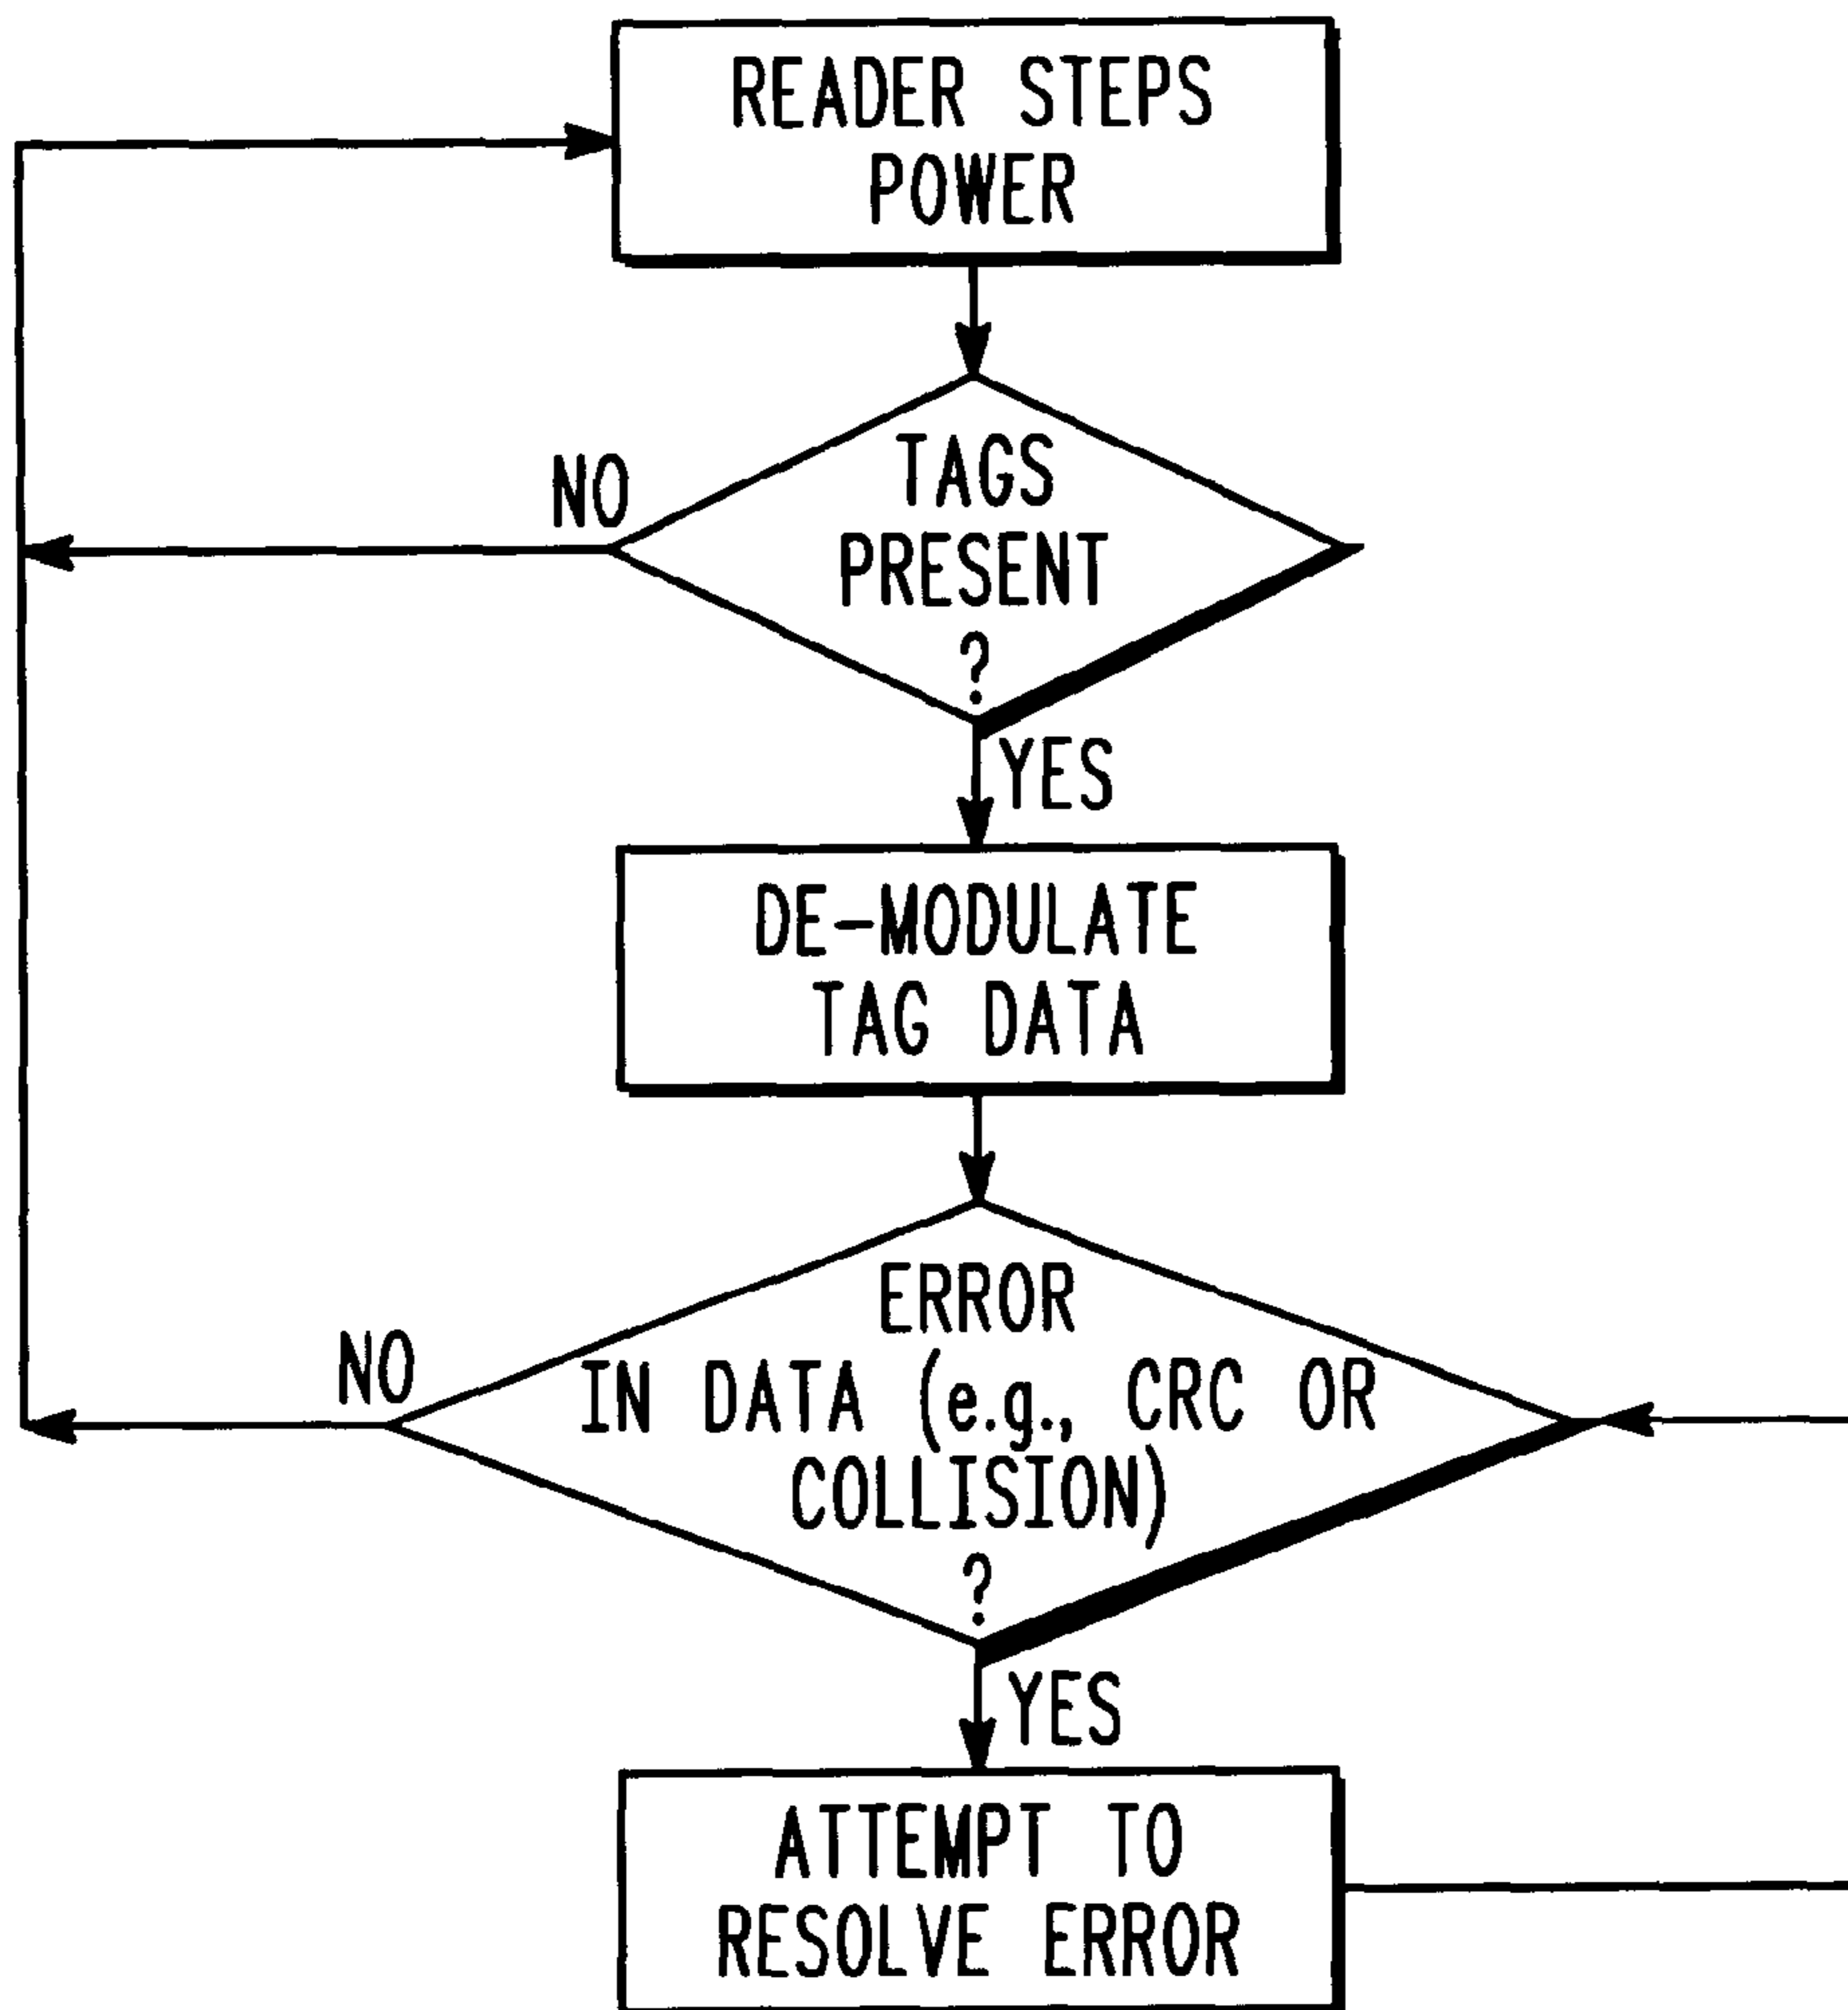 READER STEPS
POWER
TAGS
PRESENT
?
NO
YES
DE-MODULATE
TAG DATA
ERROR
IN DATA (e.g., CRC OR
COLLISION)
?
NO
YES
ATTEMPT TO
RESOLVE ERROR